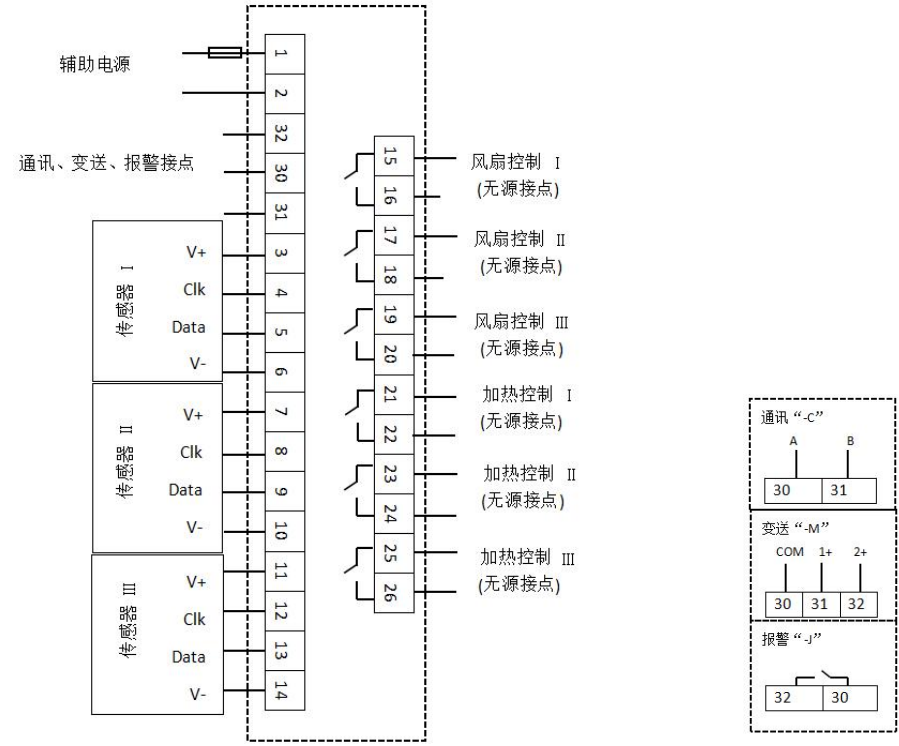 辅助电源
1
2
通讯、变送、报警接点
32
30
31
传感器 I
V+
3
Clk
4
Data
5
V-
6
传感器 II
V+
7
Clk
8
Data
9
V-
10
传感器 III
V+
11
Clk
12
Data
13
V-
14
15
16
风扇控制 I
(无源接点)
17
18
风扇控制 II
(无源接点)
19
20
风扇控制 III
(无源接点)
21
22
加热控制 I
(无源接点)
23
24
加热控制 II
(无源接点)
25
26
加热控制 III
(无源接点)
通讯“-C”
A B
30 31
变送“-M”
COM 1+ 2+
30 31 32
报警“-J”
32 30